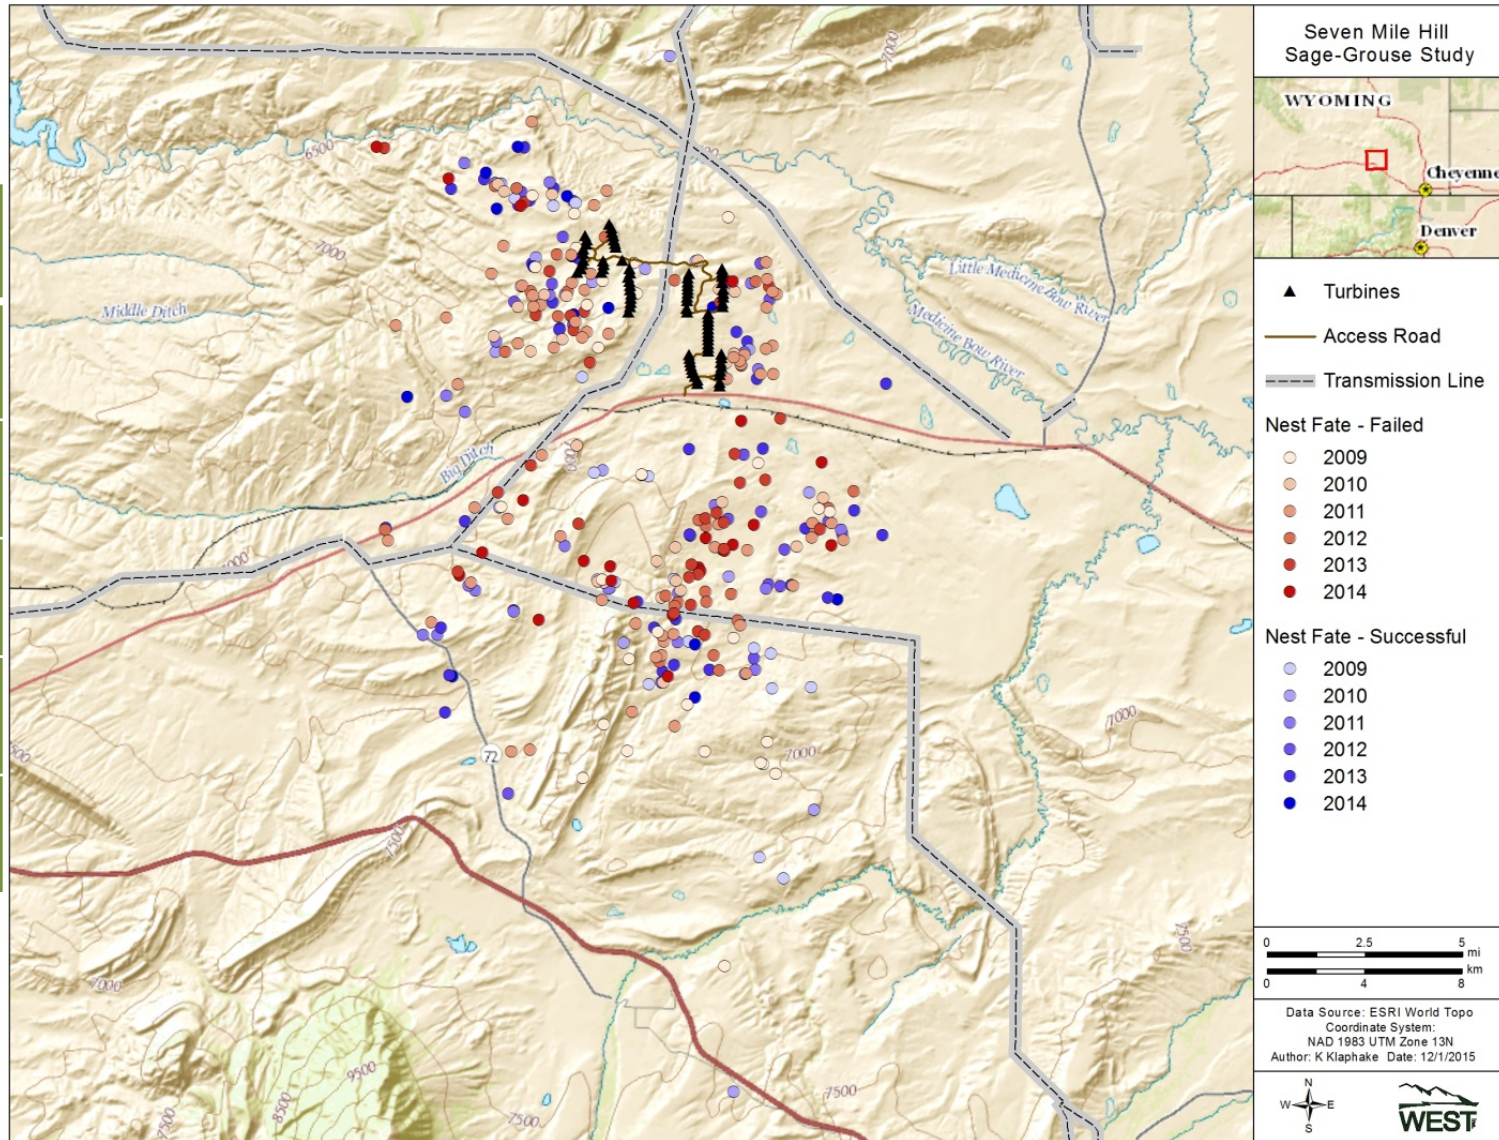 Seven Mile Hill
Sage-Grouse Study
WYOMING
Cheyenne
Denver
Turbines
Access Road
Transmission Line
Nest Fate - Failed
2009
2010
2011
2012
2013
2014
Nest Fate - Successful
2009
2010
2011
2012
2013
2014
0 2.5 5
mi
km
0 4 8
Data Source: ESRI World Topo
Coordinate System:
NAD 1983 UTM Zone 13N
Author: K Klaphake Date: 12/1/2015
N
W E
S
WEST
7000
6500
7000
Little Medicine Bow River
Middle Ditch
Medicine Bow River
Big Ditch
7000
72
7000
7500
7500
7000
9500
8500
7500
7500
7500